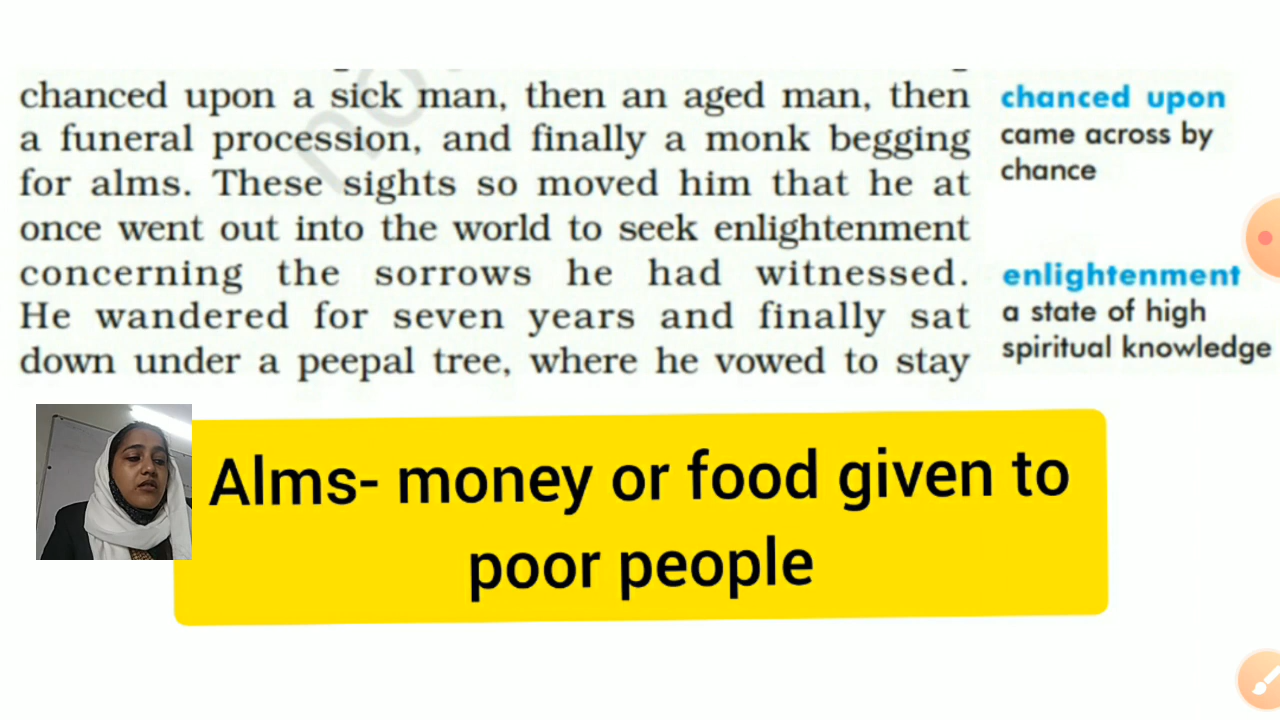 chanced upon a sick man, then an aged man, then
a funeral procession, and finally a monk begging
for alms. These sights so moved him that he at
once went out into the world to seek enlightenment
concerning the sorrows he had witnessed.
He wandered for seven years and finally sat
down under a peepal tree, where he vowed to stay
chanced upon
came across by
chance
enlightenment
a state of high
spiritual knowledge
Alms- money or food given to
poor people